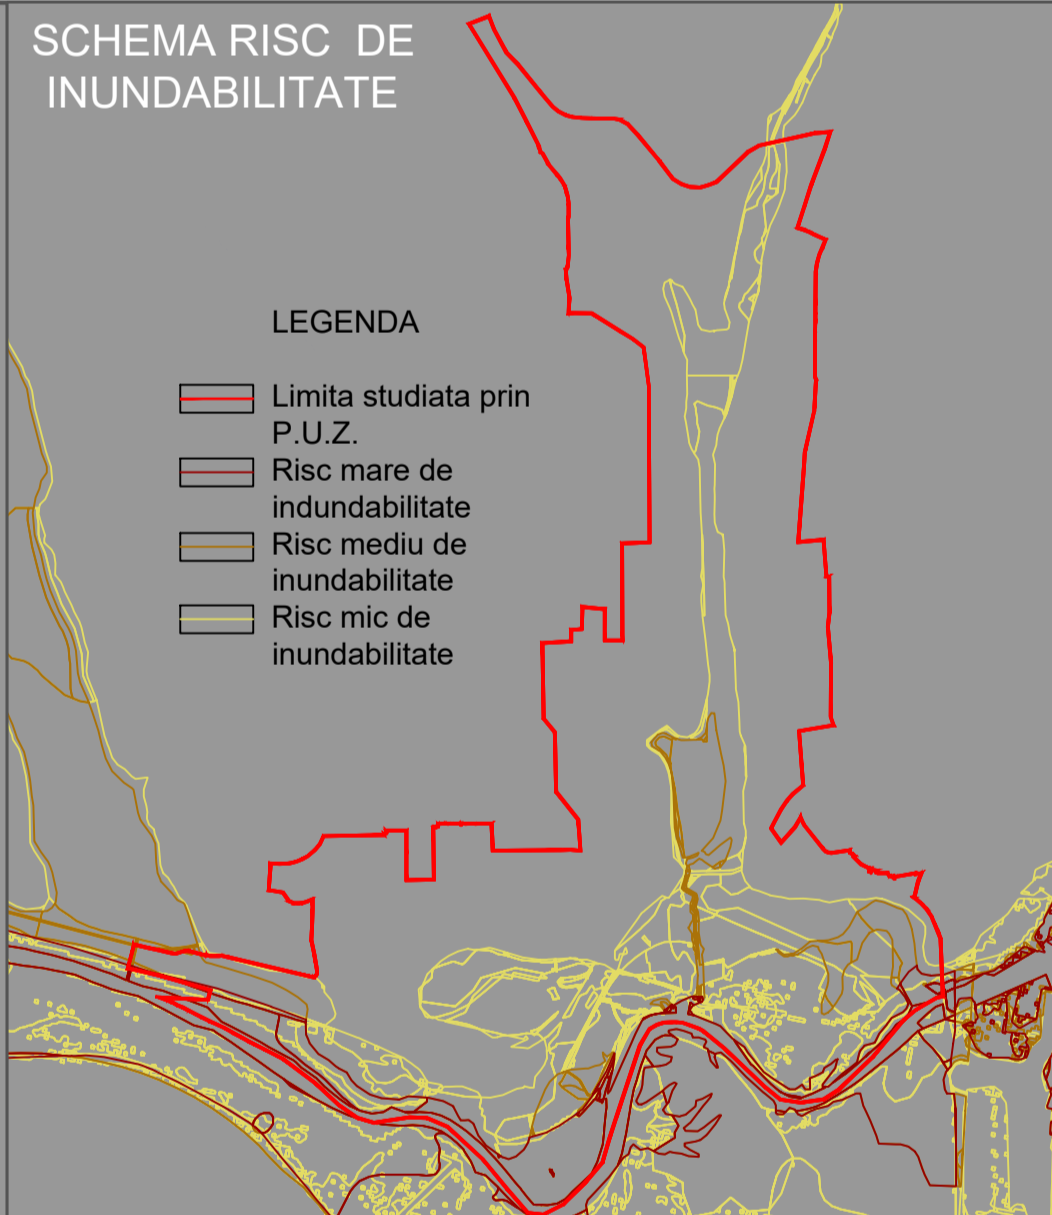 SCHEMA RISC DE
INUNDABILITATE
LEGENDA
Limita studiata prin
P.U.Z.
Risc mare de
indundabilitate
Risc mediu de
inundabilitate
Risc mic de
inundabilitate